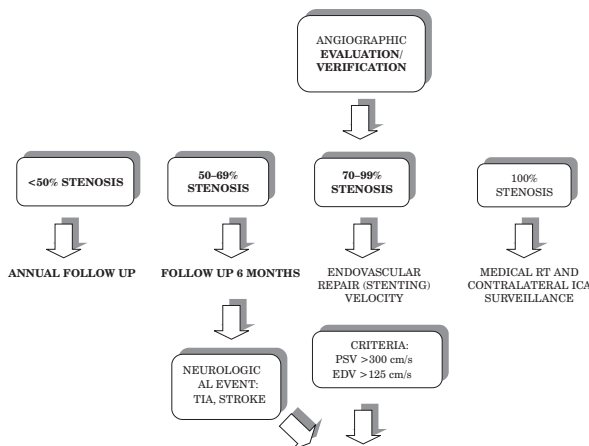 ANGIOGRAPHIC
EVALUATION/
VERIFICATION
<50% STENOSIS
50–69%
STENOSIS
70–99%
STENOSIS
100%
STENOSIS
ANNUAL FOLLOW UP
FOLLOW UP 6 MONTHS
ENDOVASCULAR
REPAIR (STENTING)
VELOCITY
MEDICAL RT AND
CONTRALATERAL ICA
SURVEILLANCE
NEUROLOGIC
AL EVENT:
TIA, STROKE
CRITERIA:
PSV >300 cm/s
EDV >125 cm/s